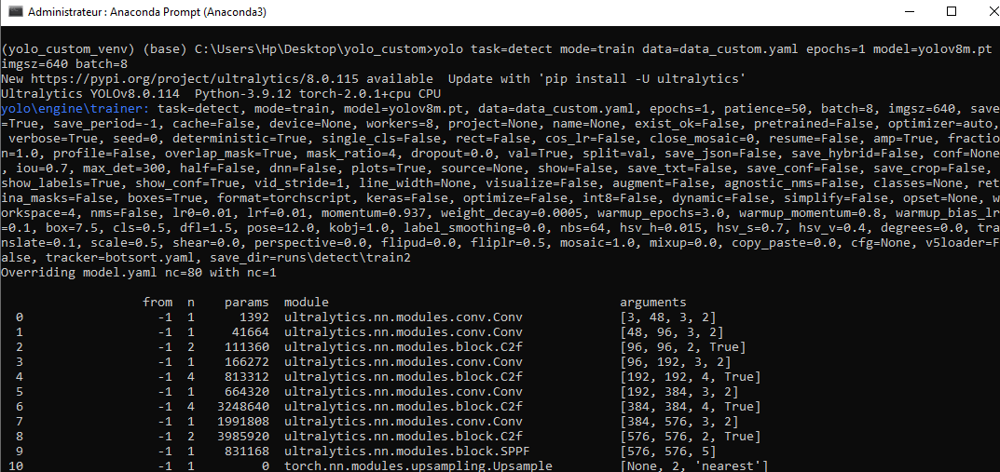 Administrateur : Anaconda Prompt (Anaconda3)
(yolo_custom_venv) (base) C:\Users\Hp\Desktop\yolo_custom>yolo task=detect mode=train data=data_custom.yaml epochs=1 model=yolov8m.pt
imgsz=640 batch=8
New https://pypi.org/project/ultralytics/8.0.115 available  Update with 'pip install -U ultralytics'
Ultralytics YOLOv8.0.114  Python-3.9.12 torch-2.0.1+cpu CPU
yolo\engine\trainer: task=detect, mode=train, model=yolov8m.pt, data=data_custom.yaml, epochs=1, patience=50, batch=8, imgsz=640, save
=True, save_period=-1, cache=False, device=None, workers=8, project=None, name=None, exist_ok=False, pretrained=False, optimizer=auto,
verbose=True, seed=0, deterministic=True, single_cls=False, rect=False, cos_lr=False, close_mosaic=0, resume=False, amp=True, fractio
n=1.0, profile=False, overlap_mask=True, mask_ratio=4, dropout=0.0, val=True, split=val, save_json=False, save_hybrid=False, conf=None
, iou=0.7, max_det=300, half=False, dnn=False, plots=True, source=None, show=False, save_txt=False, save_conf=False, save_crop=False,
show_labels=True, show_conf=True, vid_stride=1, line_width=None, visualize=False, augment=False, agnostic_nms=False, classes=None, ret
ina_masks=False, boxes=True, format=torchscript, keras=False, optimize=False, int8=False, dynamic=False, simplify=False, opset=None, w
orkspace=4, nms=False, lr0=0.01, lrf=0.01, momentum=0.937, weight_decay=0.0005, warmup_epochs=3.0, warmup_momentum=0.8, warmup_bias_lr
=0.1, box=7.5, cls=0.5, dfl=1.5, pose=12.0, kobj=1.0, label_smoothing=0.0, nbs=64, hsv_h=0.015, hsv_s=0.7, hsv_v=0.4, degrees=0.0, tra
nslate=0.1, scale=0.5, shear=0.0, perspective=0.0, flipud=0.0, fliplr=0.5, mosaic=1.0, mixup=0.0, copy_paste=0.0, cfg=None, v5loader=F
alse, tracker=botsort.yaml, save_dir=runs\detect\train2
Overriding model.yaml nc=80 with nc=1
from  n    params  module                                       arguments
0  -1  1  1392  ultralytics.nn.modules.conv.Conv  [3, 48, 3, 2]
1  -1  1  41664  ultralytics.nn.modules.conv.Conv  [48, 96, 3, 2]
2  -1  2  111360  ultralytics.nn.modules.block.C2f  [96, 96, 2, True]
3  -1  1  166272  ultralytics.nn.modules.conv.Conv  [96, 192, 3, 2]
4  -1  4  813312  ultralytics.nn.modules.block.C2f  [192, 192, 4, True]
5  -1  1  664320  ultralytics.nn.modules.conv.Conv  [192, 384, 3, 2]
6  -1  4  3248640  ultralytics.nn.modules.block.C2f  [384, 384, 4, True]
7  -1  1  1991808  ultralytics.nn.modules.conv.Conv  [384, 576, 3, 2]
8  -1  2  3985920  ultralytics.nn.modules.block.C2f  [576, 576, 2, True]
9  -1  1  831168  ultralytics.nn.modules.block.SPPF  [576, 576, 5]
10  -1  1  0  torch.nn.modules.upsampling.Upsample  [None, 2, 'nearest']